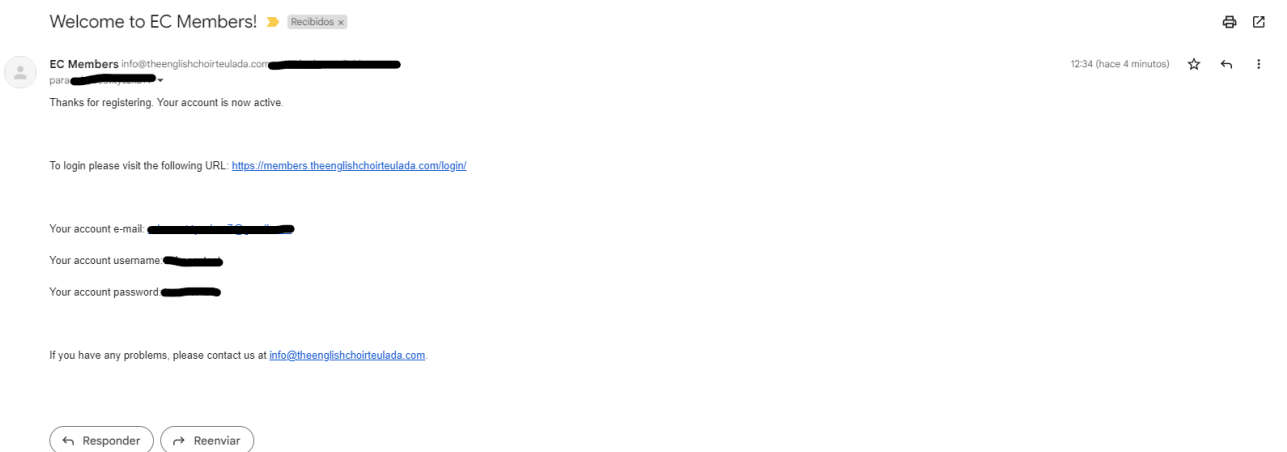 Welcome to EC Members! Recibidos x
EC Members info@theenglishchoirteulada.com 12:34 (hace 4 minutos)
para
Thanks for registering. Your account is now active.
To login please visit the following URL: https://members.theenglishchoirteulada.com/login/
Your account e-mail:
Your account username:
Your account password:
If you have any problems, please contact us at info@theenglishchoirteulada.com.
Responder Reenviar